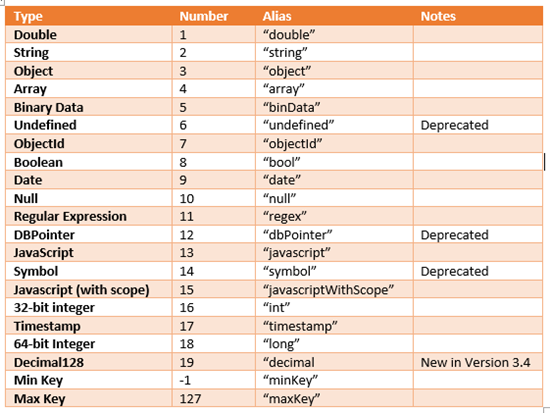 Type Number Alias Notes
Double 1 “double”
String 2 “string”
Object 3 “object”
Array 4 “array”
Binary Data 5 “binData”
Undefined 6 “undefined” Deprecated
ObjectId 7 “objectId”
Boolean 8 “bool”
Date 9 “date”
Null 10 “null”
Regular Expression 11 “regex”
DBPointer 12 “dbPointer” Deprecated
JavaScript 13 “javascript”
Symbol 14 “symbol” Deprecated
Javascript (with scope) 15 “javascriptWithScope”
32-bit integer 16 “int”
Timestamp 17 “timestamp”
64-bit Integer 18 “long”
Decimal128 19 “decimal New in Version 3.4
Min Key -1 “minKey”
Max Key 127 “maxKey”